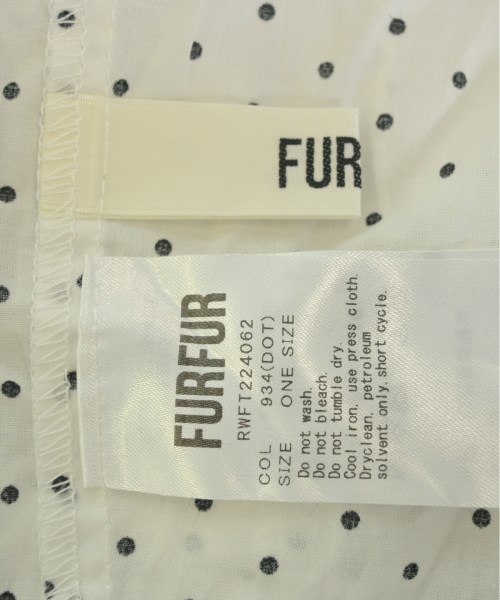 FUR
FURFUR
RWFT224062
COL 934(DOT)
SIZE ONE SIZE
Do not wash.
Do not bleach.
Do not tumble dry.
Cool iron, use press cloth.
Dryclean, petroleum
solvent only.short cycle.